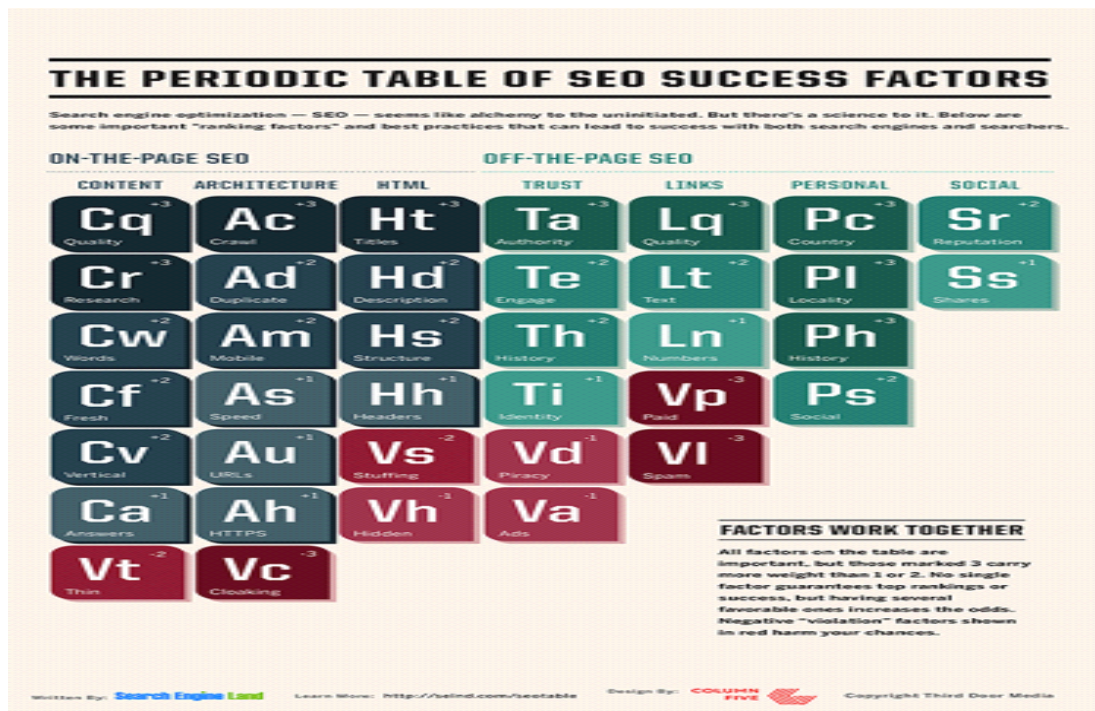 THE PERIODIC TABLE OF SEO SUCCESS FACTORS
Search engine optimization — SEO — seems like alchemy to the uninitiated. But there's a science to it. Below are
some important "ranking factors" and best practices that can lead to success with both search engines and searchers.
ON-THE-PAGE SEO OFF-THE-PAGE SEO
CONTENT ARCHITECTURE HTML TRUST LINKS PERSONAL SOCIAL
+3 +3 +3 +3 +3 +3 +2
Cq Ac Ht Ta Lq Pc Sr
Quality Crawl Titles Authority Quality Country Reputation
+3 +2 +2 +2 +2 +3 +1
Cr Ad Hd Te Lt Pl Ss
Research Duplicate Description Engage Text Locality Shares
+2 +2 +2 +2 +1 +3
Cw Am Hs Th Ln Ph
Words Mobile Structure History Numbers History
+2 +1 +1 +1 -3 +2
Cf As Hh Ti Vp Ps
Fresh Speed Headers Identity Paid Social
+2 +1 -2 -1 -3
Cv Au Vs Vd Vl
Vertical URLs Stuffing Piracy Spam
+1 +1 -1 -1
Ca Ah Vh Va
Answers HTTPS Hidden Ads
-2 -3
Vt Vc
Thin Cloaking
FACTORS WORK TOGETHER
All factors on the table are
important, but those marked 3 carry
more weight than 1 or 2. No single
factor guarantees top rankings or
success, but having several
favorable ones increases the odds.
Negative "violation" factors shown
in red harm your chances.
Written By: Search Engine Land Learn More: http://selnd.com/seotable Design By: COLUMN FIVE Copyright Third Door Media